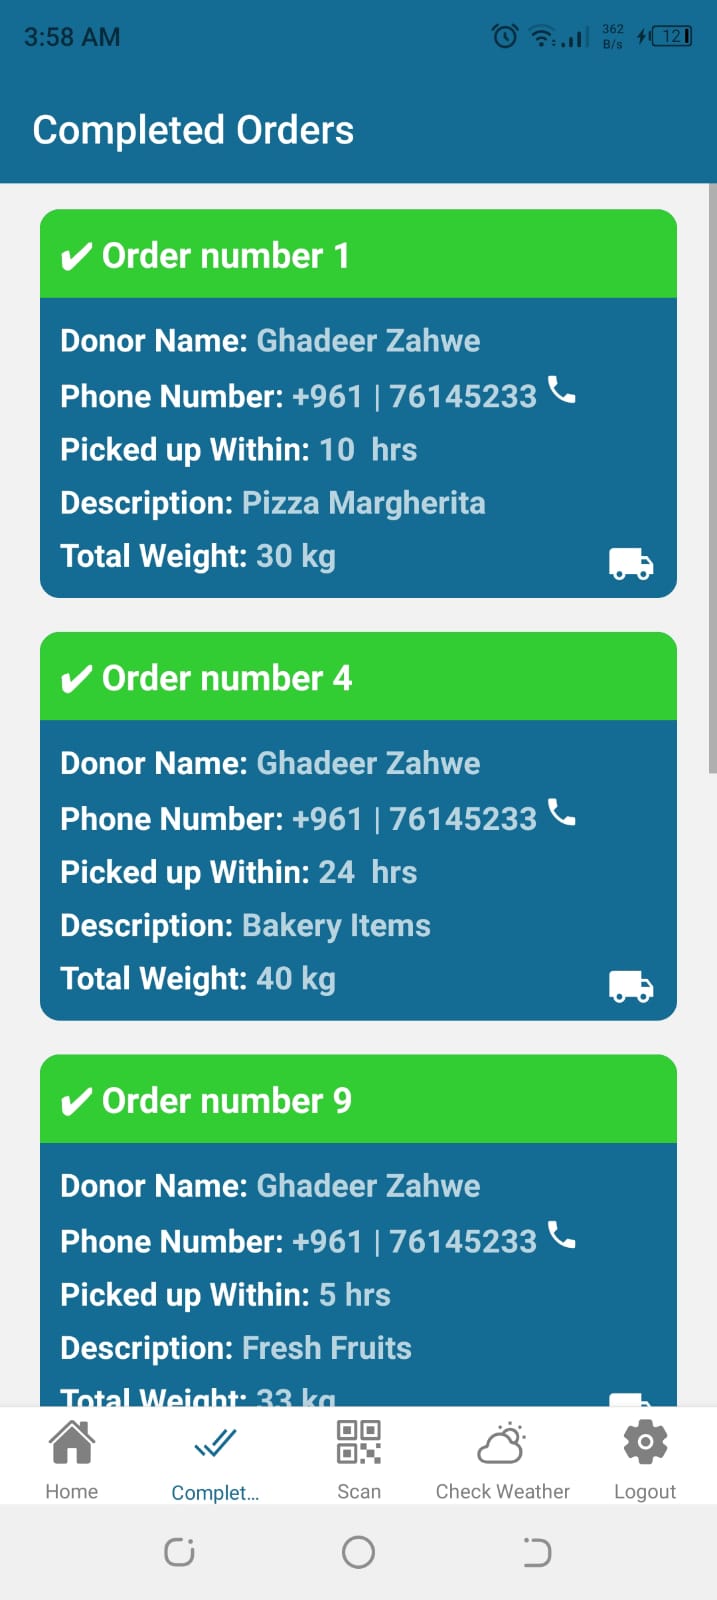 3:58 AM
362
B/s
12
Completed Orders
✔ Order number 1
Donor Name: Ghadeer Zahwe
Phone Number: +961 | 76145233
Picked up Within: 10  hrs
Description: Pizza Margherita
Total Weight: 30 kg
✔ Order number 4
Donor Name: Ghadeer Zahwe
Phone Number: +961 | 76145233
Picked up Within: 24  hrs
Description: Bakery Items
Total Weight: 40 kg
✔ Order number 9
Donor Name: Ghadeer Zahwe
Phone Number: +961 | 76145233
Picked up Within: 5 hrs
Description: Fresh Fruits
Total Weight: 33 kg
Home
Complet...
Scan
Check Weather
Logout